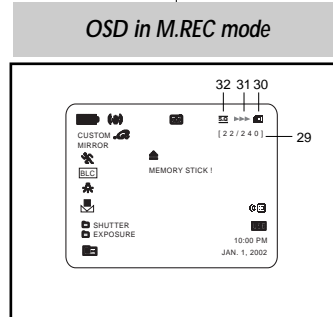 OSD in M.REC mode
32 31 30
[22/240]
29
CUSTOM
MIRROR
BLC
MEMORY STICK !
SHUTTER
EXPOSURE
10:00 PM
JAN. 1, 2002